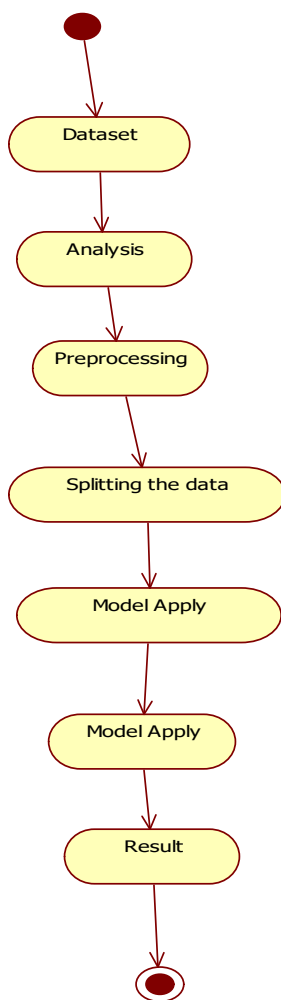 Dataset
Analysis
Preprocessing
Splitting the data
Model Apply
Model Apply
Result